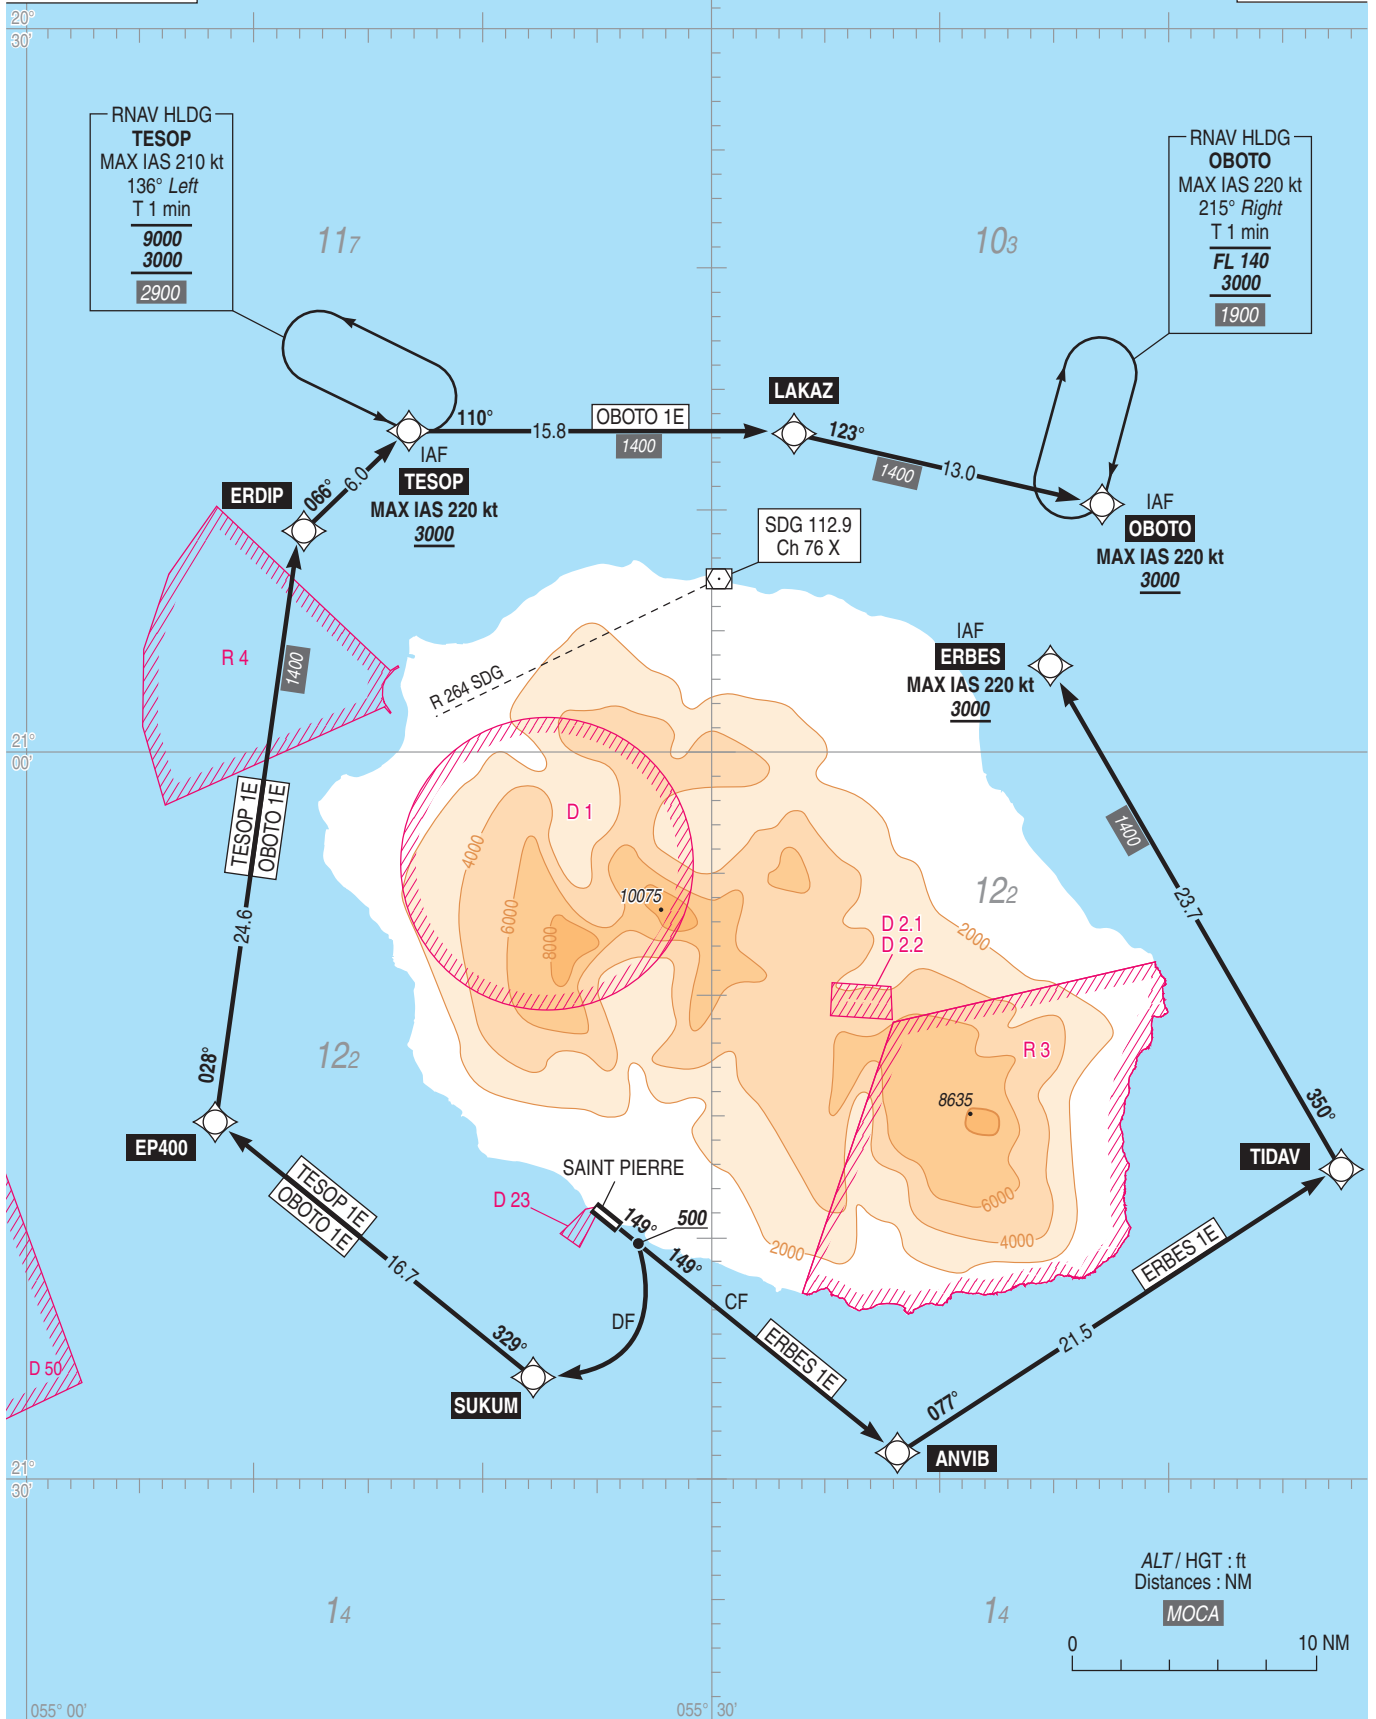 20°
30'
RNAV HLDG
TESOP
MAX IAS 210 kt
136° Left
T 1 min
9000
3000
2900
RNAV HLDG
OBOTO
MAX IAS 220 kt
215° Right
T 1 min
FL 140
3000
1900
117
103
LAKAZ
110°
15.8
OBOTO 1E
1400
123°
1400
13.0
IAF
TESOP
MAX IAS 220 kt
3000
ERDIP
066°
6.0
IAF
OBOTO
MAX IAS 220 kt
3000
SDG 112.9
Ch 76 X
R 4
1400
R 264 SDG
IAF
ERBES
MAX IAS 220 kt
3000
21°
00'
TESOP 1E
OBOTO 1E
D 1
4000
6000
8000
10075
1400
23.7
122
2000
D 2.1
D 2.2
24.6
028°
122
R 3
8635
350°
EP400
TIDAV
SAINT PIERRE
D 23
149°
500
149°
6000
4000
2000
TESOP 1E
OBOTO 1E
16.7
329°
DF
CF
ERBES 1E
ERBES 1E
21.5
077°
D 50
SUKUM
ANVIB
21°
30'
14
14
ALT / HGT : ft
Distances : NM
MOCA
0
10 NM
055° 00'
055° 30'